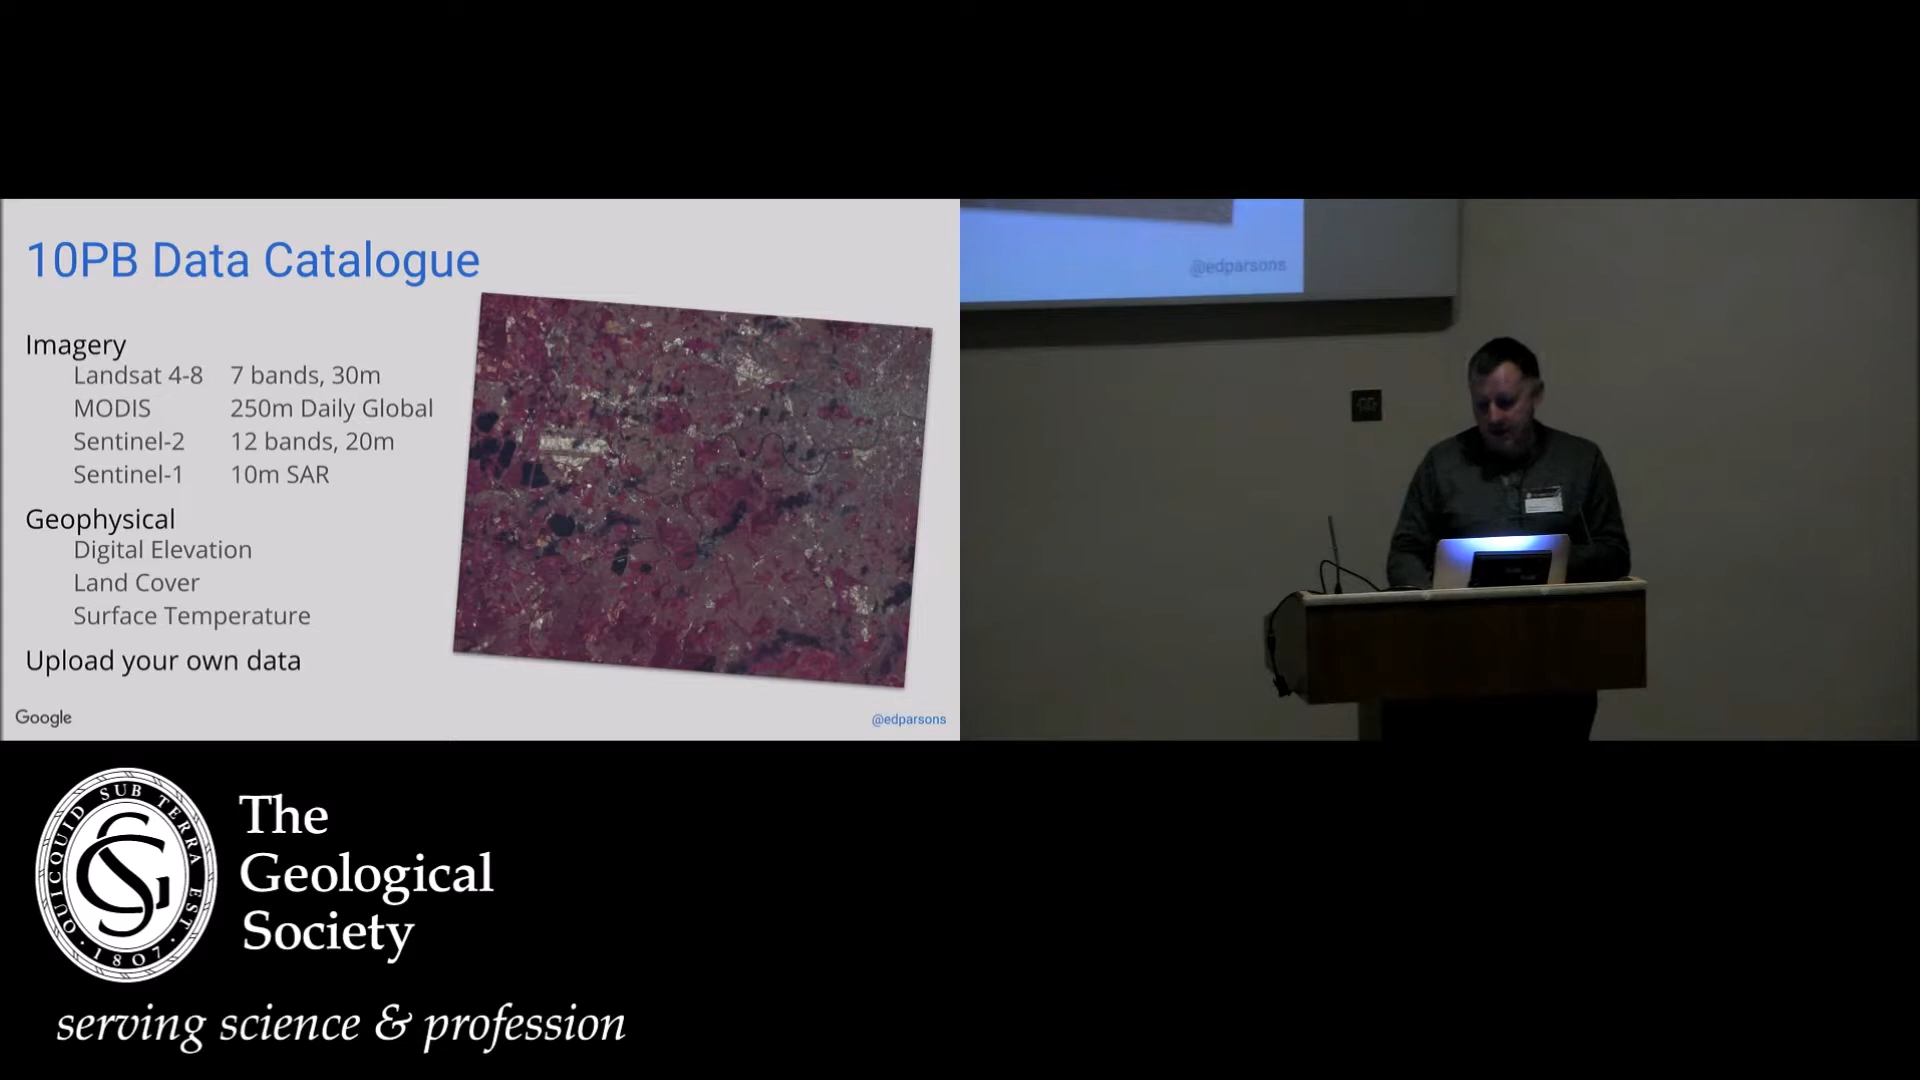 10PB Data Catalogue
Imagery
Landsat 4-8 7 bands, 30m
MODIS 250m Daily Global
Sentinel-2 12 bands, 20m
Sentinel-1 10m SAR
Geophysical
Digital Elevation
Land Cover
Surface Temperature
Upload your own data
Google
@edparsons
@edparsons
QUICQUID SUB TERRA EST
1807
The
Geological
Society
serving science & profession